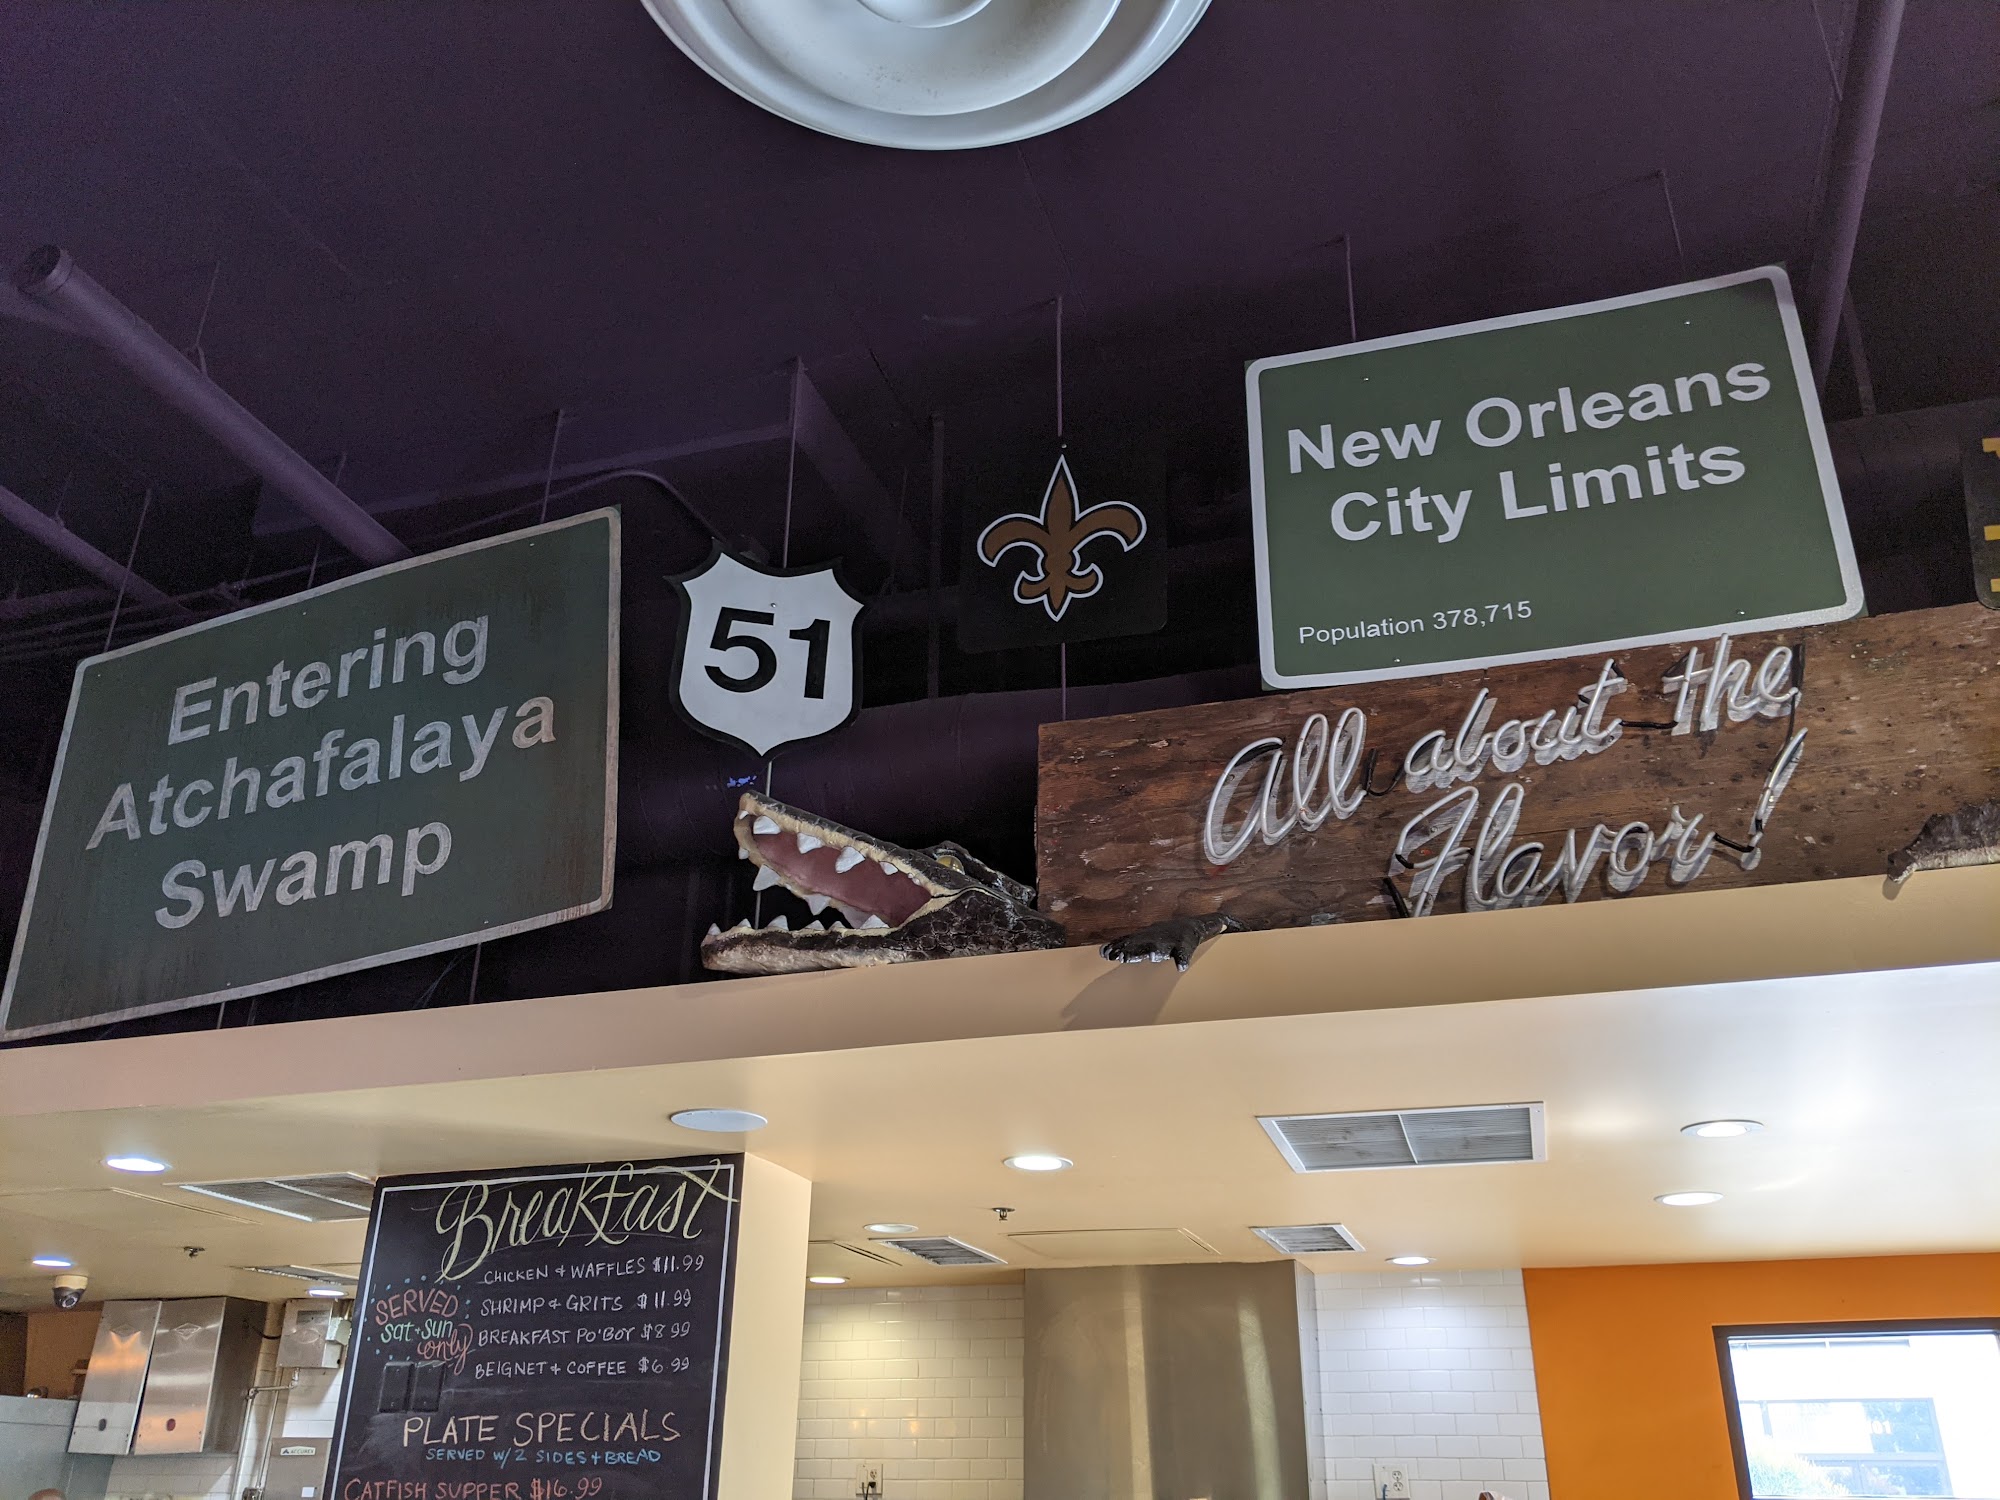 Entering
Atchafalaya
Swamp
51
New Orleans
City Limits
Population 378,715
All about the
Flavor!
Breakfast
CHICKEN & WAFFLES $11.99
SHRIMP & GRITS $11.99
BREAKFAST PO'BOY $8.99
BEIGNET + COFFEE $6.99
SERVED
Sat + Sun
only
PLATE SPECIALS
SERVED W/ 2 SIDES + BREAD
CATFISH SUPPER $16.99